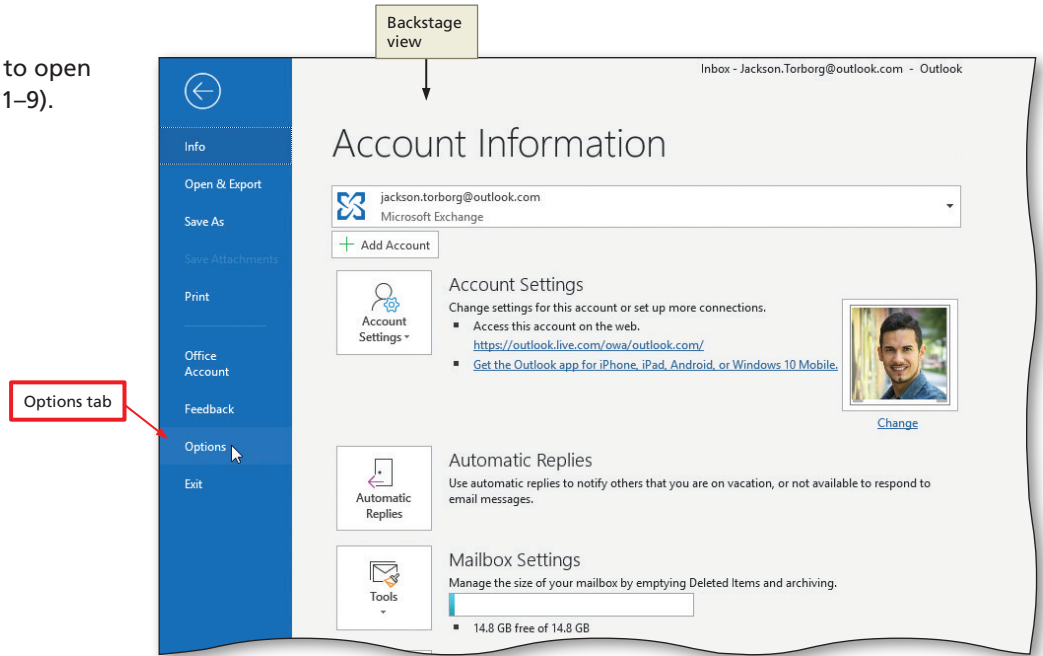 Backstage
view
to open
1–9).
Inbox - Jackson.Torborg@outlook.com - Outlook
Info
Open & Export
Save As
Save Attachments
Print
Office
Account
Feedback
Options
Exit
Options tab
Account Information
jackson.torborg@outlook.com
Microsoft Exchange
Add Account
Account
Settings
Account Settings
Change settings for this account or set up more connections.
Access this account on the web.
https://outlook.live.com/owa/outlook.com/
Get the Outlook app for iPhone, iPad, Android, or Windows 10 Mobile.
Change
Automatic
Replies
Automatic Replies
Use automatic replies to notify others that you are on vacation, or not available to respond to
email messages.
Tools
Mailbox Settings
Manage the size of your mailbox by emptying Deleted Items and archiving.
14.8 GB free of 14.8 GB